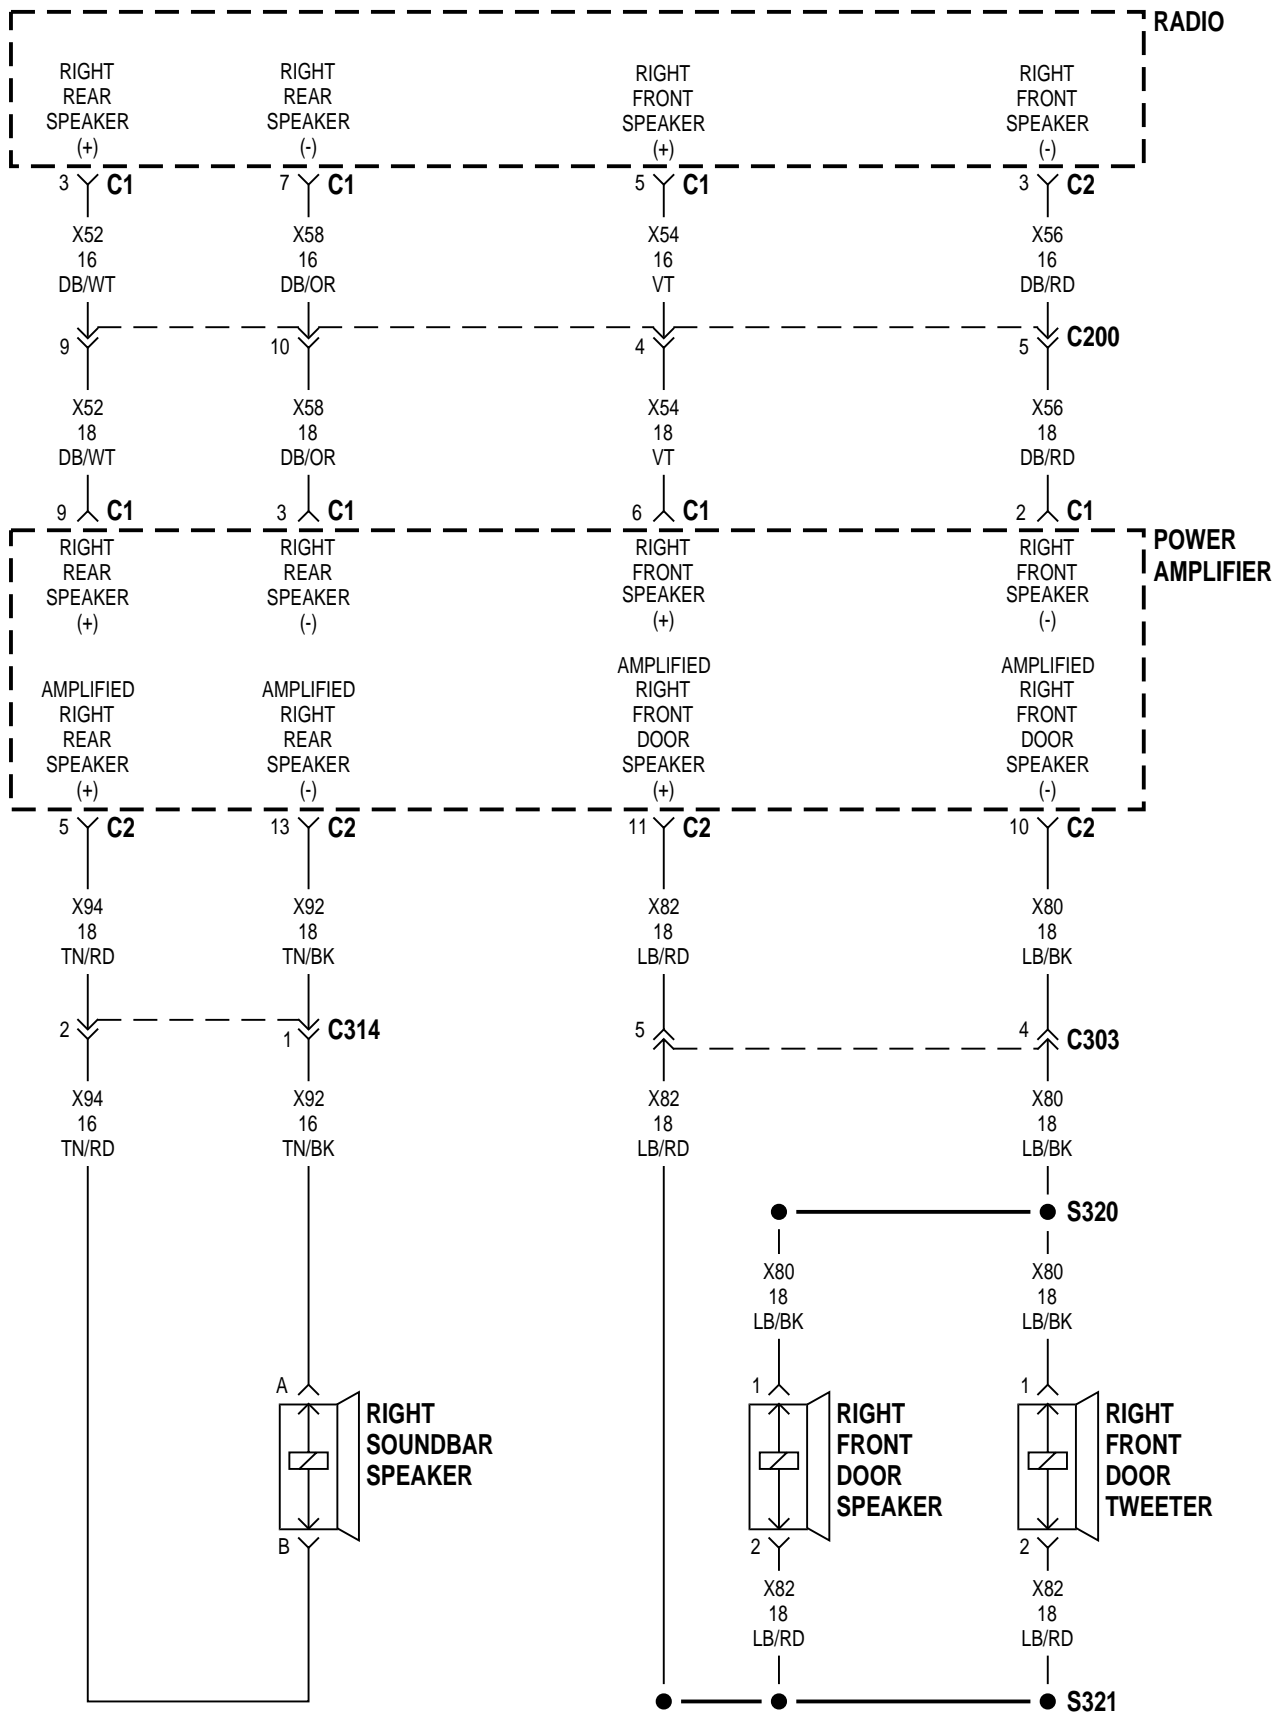 RADIO
RIGHT
REAR
SPEAKER
(+)
RIGHT
REAR
SPEAKER
(-)
RIGHT
FRONT
SPEAKER
(+)
RIGHT
FRONT
SPEAKER
(-)
3 C1
7 C1
5 C1
3 C2
X52
16
DB/WT
X58
16
DB/OR
X54
16
VT
X56
16
DB/RD
9
10
4
5 C200
X52
18
DB/WT
X58
18
DB/OR
X54
18
VT
X56
18
DB/RD
9 C1
3 C1
6 C1
2 C1
POWER
AMPLIFIER
RIGHT
REAR
SPEAKER
(+)
RIGHT
REAR
SPEAKER
(-)
RIGHT
FRONT
SPEAKER
(+)
RIGHT
FRONT
SPEAKER
(-)
AMPLIFIED
RIGHT
REAR
SPEAKER
(+)
AMPLIFIED
RIGHT
REAR
SPEAKER
(-)
AMPLIFIED
RIGHT
FRONT
DOOR
SPEAKER
(+)
AMPLIFIED
RIGHT
FRONT
DOOR
SPEAKER
(-)
5 C2
13 C2
11 C2
10 C2
X94
18
TN/RD
X92
18
TN/BK
X82
18
LB/RD
X80
18
LB/BK
2
1 C314
5
4 C303
X94
16
TN/RD
X92
16
TN/BK
X82
18
LB/RD
X80
18
LB/BK
S320
X80
18
LB/BK
X80
18
LB/BK
A
RIGHT
SOUNDBAR
SPEAKER
B
1
RIGHT
FRONT
DOOR
SPEAKER
2
1
RIGHT
FRONT
DOOR
TWEETER
2
X82
18
LB/RD
X82
18
LB/RD
S321